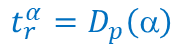 t_r^α = D_p(α)